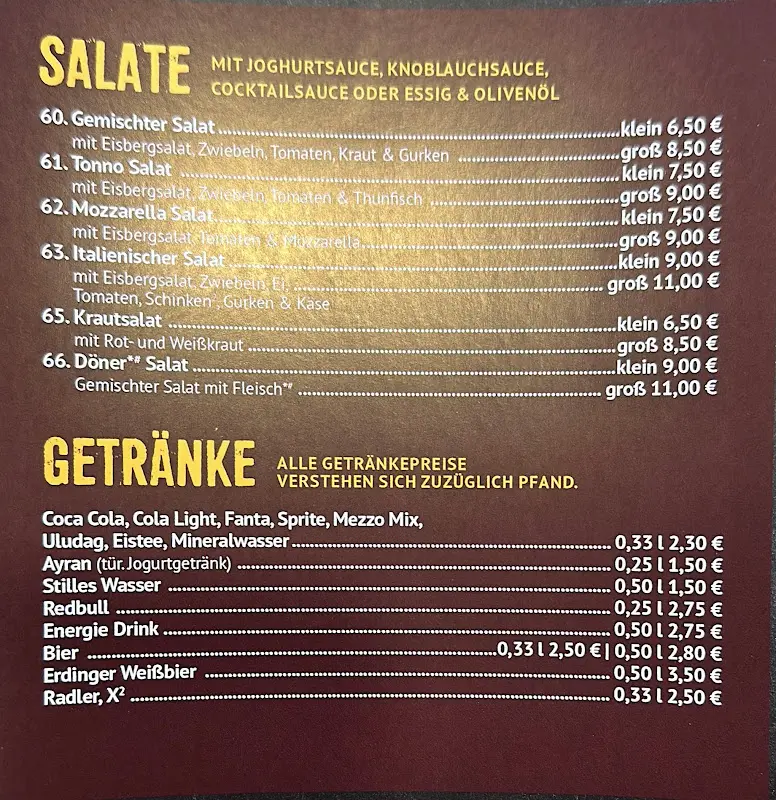 SALATE MIT JOGHURTSAUCE, KNOBLAUCHSAUCE,
COCKTAILSAUCE ODER ESSIG & OLIVENÖL
60. Gemischter Salat klein 6,50 €
mit Eisbergsalat, Zwiebeln, Tomaten, Kraut & Gurken groß 8,50 €
61. Tonno Salat klein 7,50 €
mit Eisbergsalat, Zwiebeln, Tomaten & Thunfisch groß 9,00 €
62. Mozzarella Salat klein 7,50 €
mit Eisbergsalat, Tomaten & Mozzarella groß 9,00 €
63. Italienischer Salat klein 9,00 €
mit Eisbergsalat, Zwiebeln, Ei, groß 11,00 €
Tomaten, Schinken*, Gurken & Käse
65. Krautsalat klein 6,50 €
mit Rot- und Weißkraut groß 8,50 €
66. Döner*# Salat klein 9,00 €
Gemischter Salat mit Fleisch*# groß 11,00 €
GETRÄNKE ALLE GETRÄNKEPREISE
VERSTEHEN SICH ZUZÜGLICH PFAND.
Coca Cola, Cola Light, Fanta, Sprite, Mezzo Mix,
Uludag, Eistee, Mineralwasser 0,33 l 2,30 €
Ayran (tür. Jogurtgetränk) 0,25 l 1,50 €
Stilles Wasser 0,50 l 1,50 €
Redbull 0,25 l 2,75 €
Energie Drink 0,50 l 2,75 €
Bier 0,33 l 2,50 € | 0,50 l 2,80 €
Erdinger Weißbier 0,50 l 3,50 €
Radler, X² 0,33 l 2,50 €